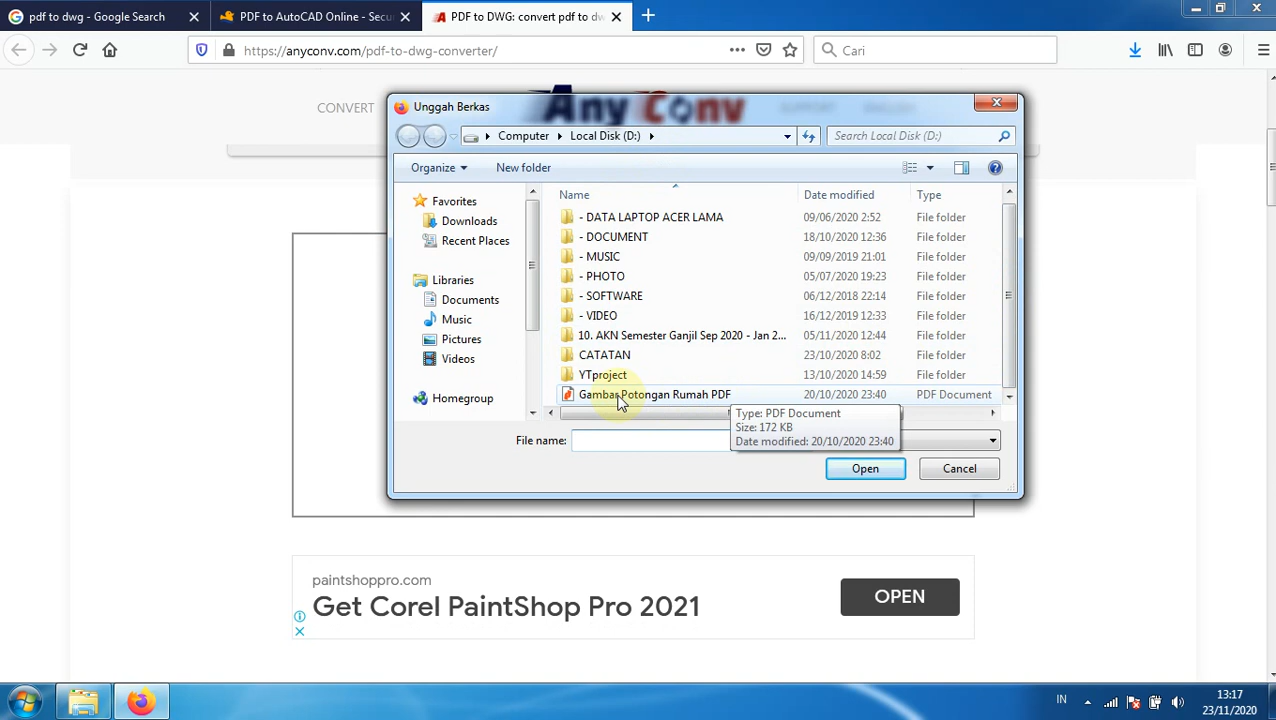 pdf to dwg - Google Search
PDF to AutoCAD Online - Secu
PDF to DWG: convert pdf to dw
https://anyconv.com/pdf-to-dwg-converter/
Cari
CONVERT
AnyConv
SUPPORT
Unggah Berkas
Computer
Local Disk (D:)
Search Local Disk (D:)
Organize
New folder
Name
Date modified
Type
Favorites
Downloads
Recent Places
Libraries
Documents
Music
Pictures
Videos
Homegroup
- DATA LAPTOP ACER LAMA 09/06/2020 2:52 File folder
- DOCUMENT 18/10/2020 12:36 File folder
- MUSIC 09/09/2019 21:01 File folder
- PHOTO 05/07/2020 19:23 File folder
- SOFTWARE 06/12/2018 22:14 File folder
- VIDEO 16/12/2019 12:33 File folder
10. AKN Semester Ganjil Sep 2020 - Jan 2... 05/11/2020 12:44 File folder
CATATAN 23/10/2020 8:02 File folder
YTproject 13/10/2020 14:59 File folder
Gambar Potongan Rumah PDF 20/10/2020 23:40 PDF Document
Type: PDF Document
Size: 172 KB
Date modified: 20/10/2020 23:40
File name:
Open
Cancel
paintshoppro.com
Get Corel PaintShop Pro 2021
OPEN
IN
13:17
23/11/2020